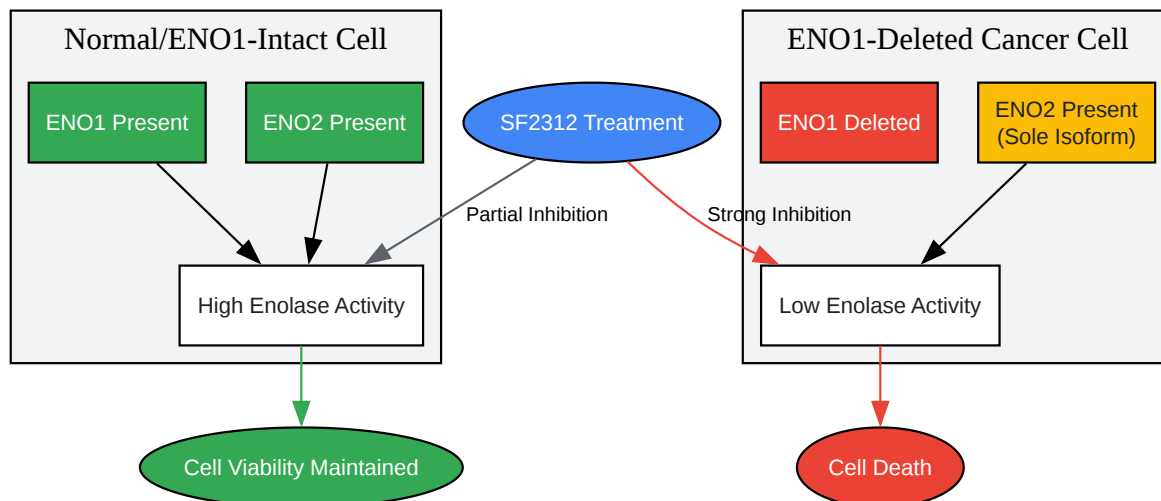 Normal/ENO1-Intact Cell
ENO1-Deleted Cancer Cell
ENO1 Present
ENO2 Present
SF2312 Treatment
ENO1 Deleted
ENO2 Present
(Sole Isoform)
Partial Inhibition
Strong Inhibition
High Enolase Activity
Low Enolase Activity
Cell Viability Maintained
Cell Death